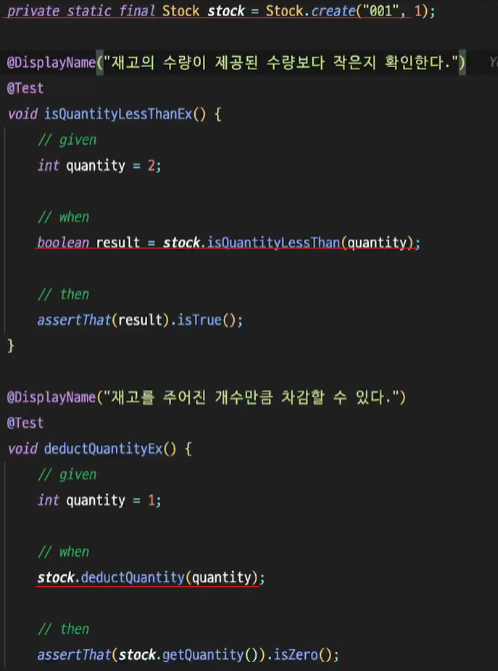 private static final Stock stock = Stock.create("001", 1);
@DisplayName("재고의 수량이 제공된 수량보다 작은지 확인한다.")
@Test
void isQuantityLessThanEx() {
// given
int quantity = 2;
// when
boolean result = stock.isQuantityLessThan(quantity);
// then
assertThat(result).isTrue();
}
@DisplayName("재고를 주어진 개수만큼 차감할 수 있다.")
@Test
void deductQuantityEx() {
// given
int quantity = 1;
// when
stock.deductQuantity(quantity);
// then
assertThat(stock.getQuantity()).isZero();